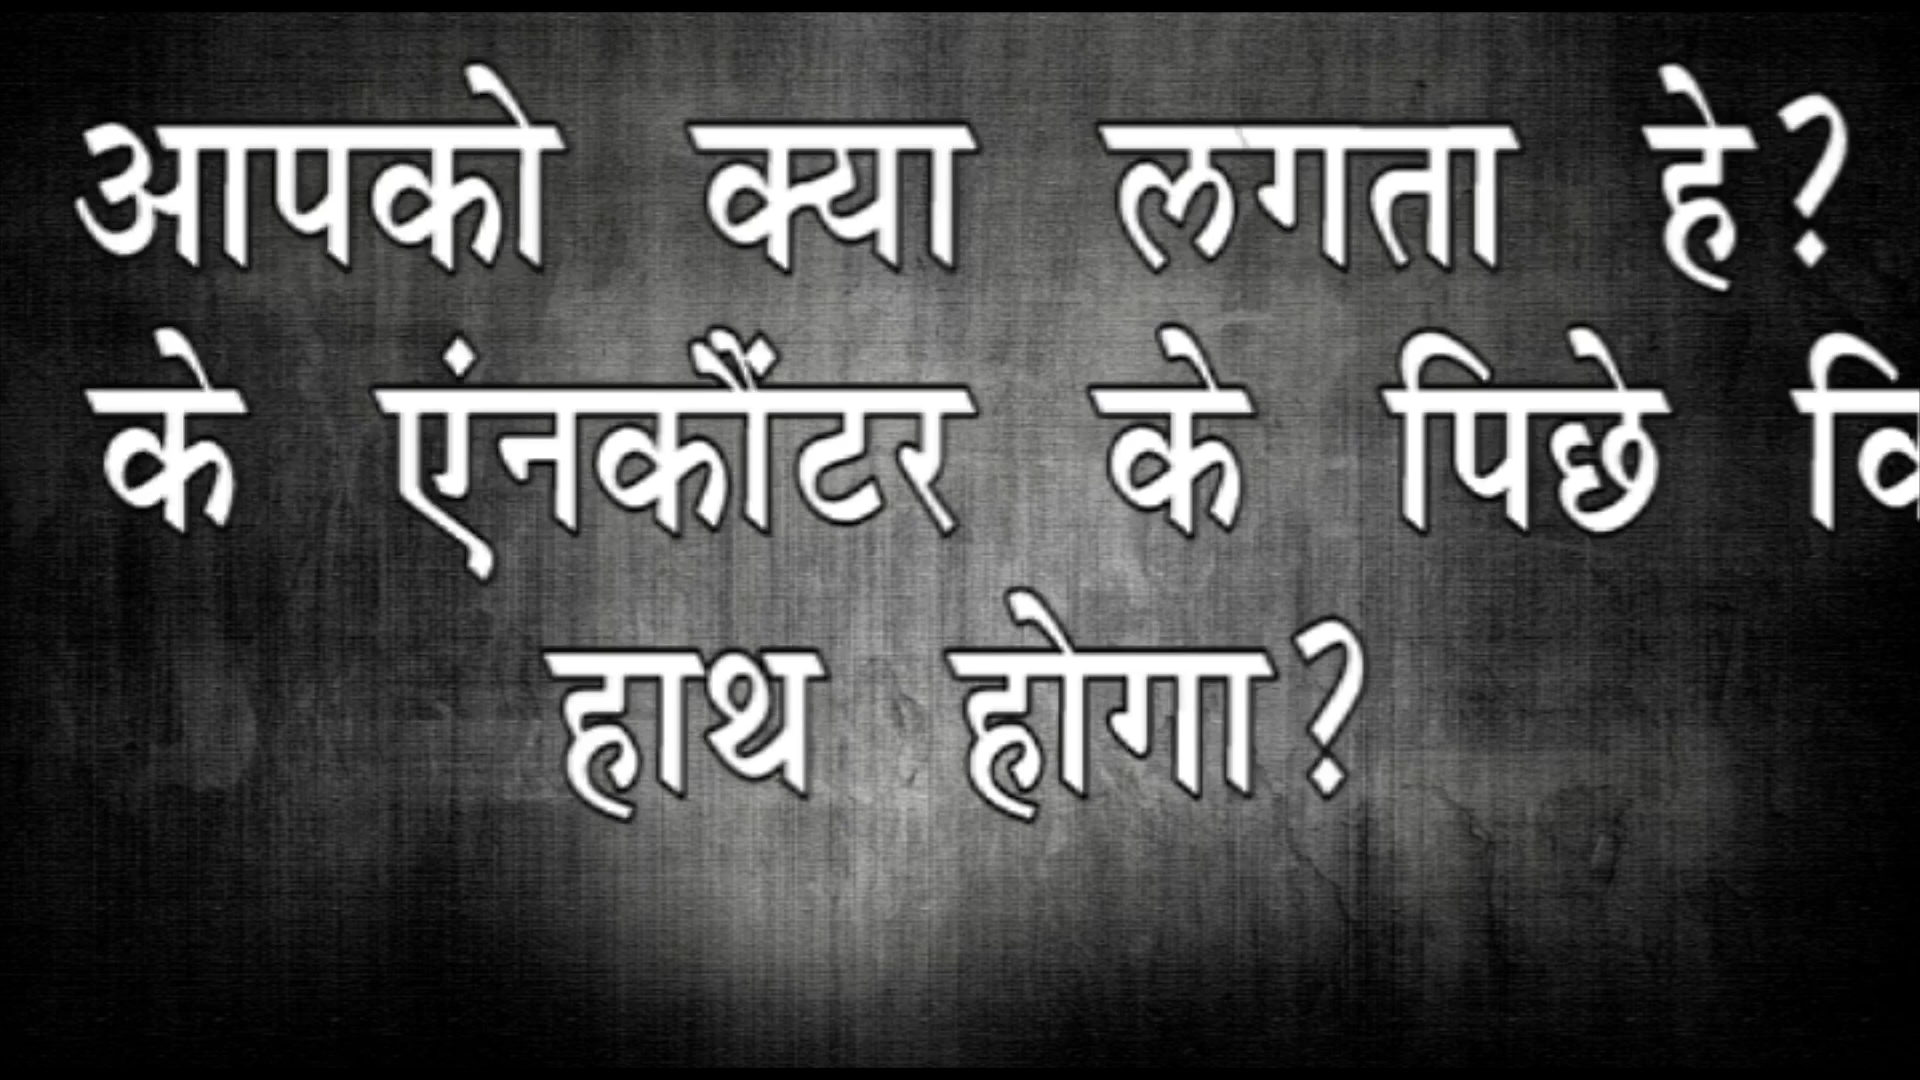 आपको क्या लगता हे?
के एंनकौंटर के पिछे
हाथ होगा?